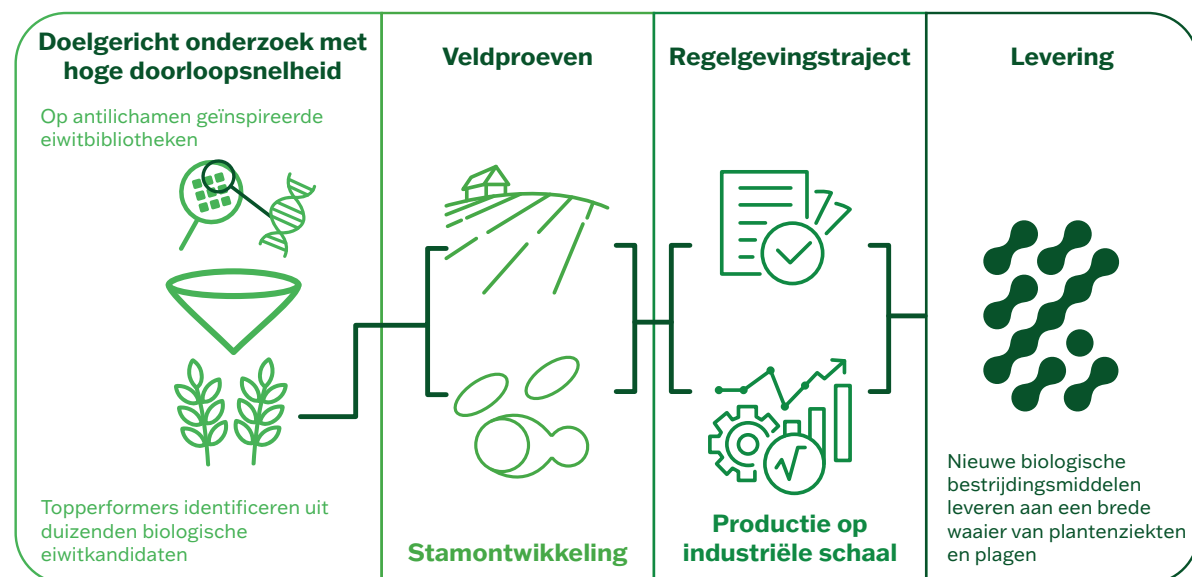 Doelgericht onderzoek met
hoge doorloopsnelheid
Op antilichamen geïnspireerde
eiwitbibliotheken
Topperformers identificeren uit
duizenden biologische
eiwitkandidaten
Veldproeven
Stamontwikkeling
Regelgevingstraject
Productie op
industriële schaal
Levering
Nieuwe biologische
bestrijdingsmiddelen
leveren aan een brede
waaier van plantenziekten
en plagen